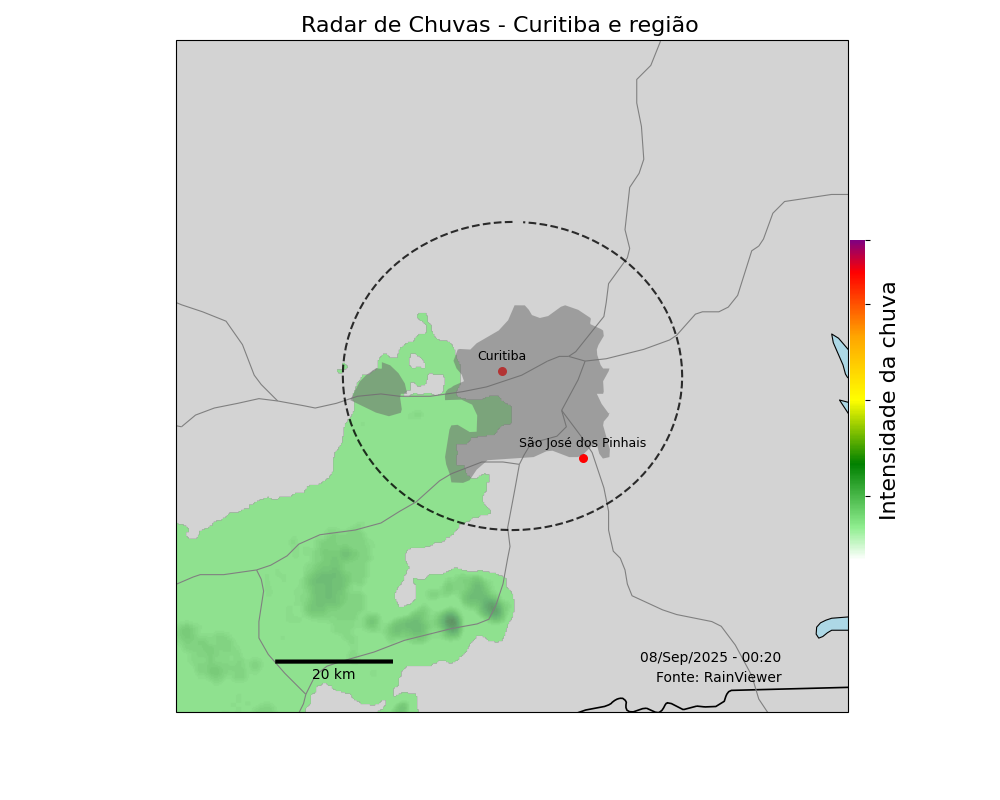 Radar de Chuvas - Curitiba e região
Curitiba
São José dos Pinhais
Intensidade da chuva
08/Sep/2025 - 00:20
20 km
Fonte: RainViewer